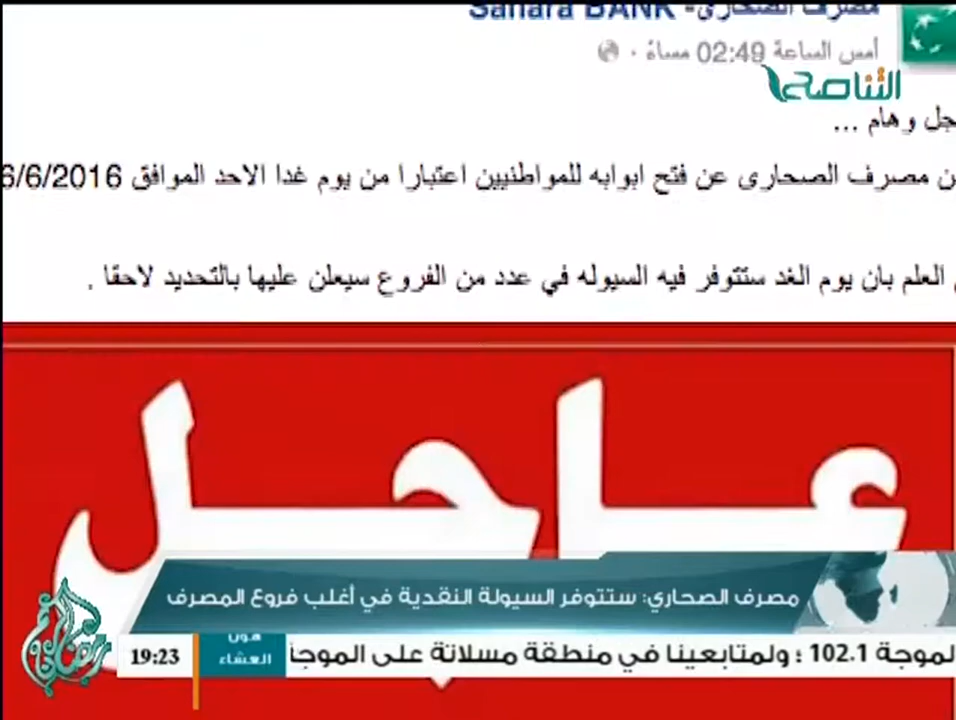 مصرف الصحارى- Sahara BANK
أمس الساعة 02:49 مساءً ·
التناصح
جل وهام ...
ن مصرف الصحارى عن فتح ابوابه للمواطنيين اعتبارا من يوم غدا الاحد الموافق 6/6/2016
العلم بان يوم الغد ستتوفر فيه السيوله في عدد من الفروع سيعلن عليها بالتحديد لاحقا .
عاجل
مصرف الصحاري: ستتوفر السيولة النقدية في أغلب فروع المصرف
هون
العشاء
19:23
لموجة 102.1 ؛ ولمتابعينا في منطقة مسلاتة على الموجة